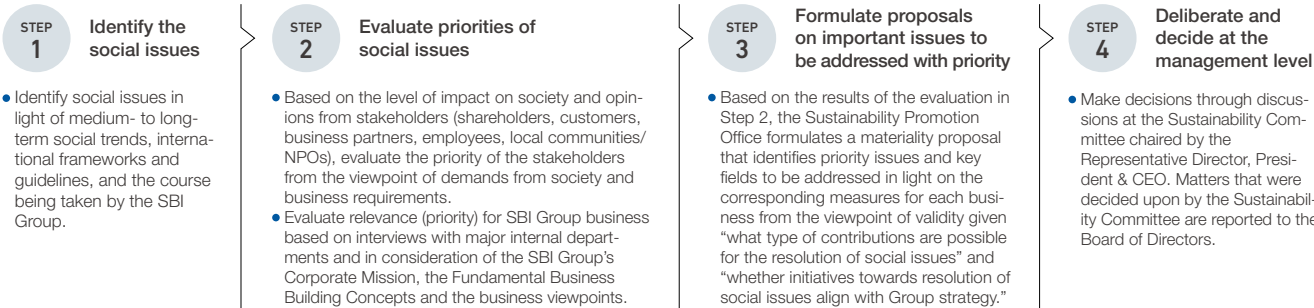 STEP
1
Identify the
social issues
• Identify social issues in
light of medium- to long-
term social trends, interna-
tional frameworks and
guidelines, and the course
being taken by the SBI
Group.
STEP
2
Evaluate priorities of
social issues
• Based on the level of impact on society and opin-
ions from stakeholders (shareholders, customers,
business partners, employees, local communities/
NPOs), evaluate the priority of the stakeholders
from the viewpoint of demands from society and
business requirements.
• Evaluate relevance (priority) for SBI Group business
based on interviews with major internal depart-
ments and in consideration of the SBI Group's
Corporate Mission, the Fundamental Business
Building Concepts and the business viewpoints.
STEP
3
Formulate proposals
on important issues to
be addressed with priority
• Based on the results of the evaluation in
Step 2, the Sustainability Promotion
Office formulates a materiality proposal
that identifies priority issues and key
fields to be addressed in light on the
corresponding measures for each busi-
ness from the viewpoint of validity given
“what type of contributions are possible
for the resolution of social issues” and
“whether initiatives towards resolution of
social issues align with Group strategy.”
STEP
4
Deliberate and
decide at the
management level
• Make decisions through discus-
sions at the Sustainability Com-
mittee chaired by the
Representative Director, Presi-
dent & CEO. Matters that were
decided upon by the Sustainabil-
ity Committee are reported to the
Board of Directors.